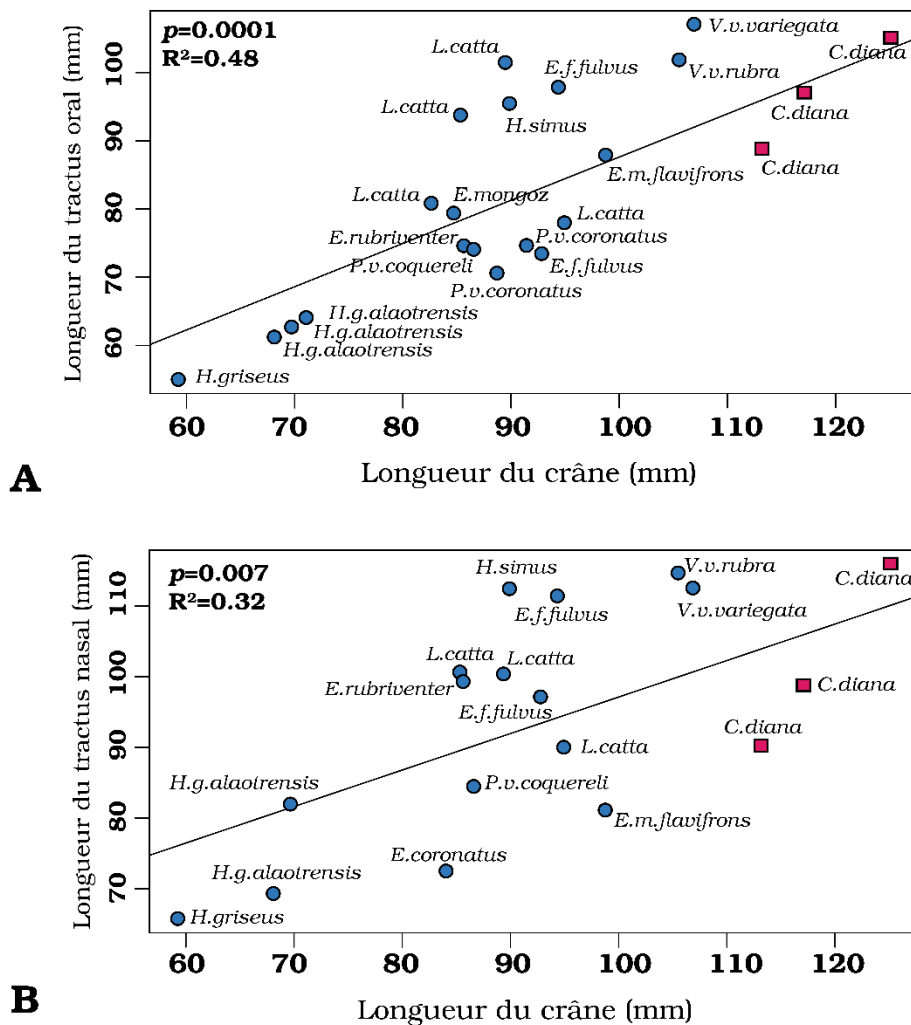 p=0.0001
R²=0.48
Longueur du tractus oral (mm)
100
90
80
70
60
V.v.variegata
C.diana
L.catta
E.f.fulvus
V.v.rubra
L.catta
H.simus
C.diana
C.diana
E.m.flavifrons
L.catta
E.mongoz
L.catta
E.rubriventer
P.v.coronatus
P.v.coquereli
E.f.fulvus
P.v.coronatus
H.g.alaotrensis
H.g.alaotrensis
H.g.alaotrensis
H.griseus
60 70 80 90 100 110 120
A
Longueur du crâne (mm)
p=0.007
R²=0.32
Longueur du tractus nasal (mm)
110
100
90
80
70
H.simus
V.v.rubra
C.diana
E.f.fulvus
V.v.variegata
L.catta
L.catta
E.rubriventer
C.diana
E.f.fulvus
C.diana
L.catta
H.g.alaotrensis
P.v.coquereli
E.m.flavifrons
E.coronatus
H.g.alaotrensis
H.griseus
60 70 80 90 100 110 120
B
Longueur du crâne (mm)